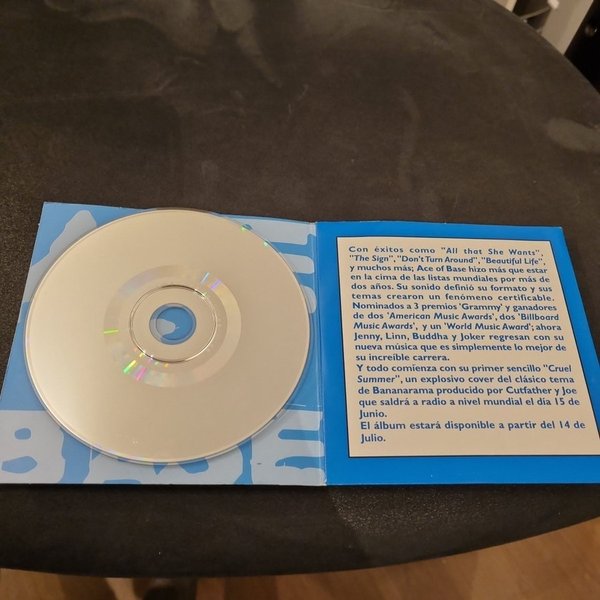 Con éxitos como "All that She Wants",
"The Sign", "Don't Turn Around", "Beautiful Life",
y muchos más; Ace of Base hizo más que estar
en la cima de las listas mundiales por más de
dos años. Su sonido definió su formato y sus
temas crearon un fenómeno certificable.
Nominados a 3 premios 'Grammy' y ganadores
de dos 'American Music Awards', dos 'Billboard
Music Awards', y un 'World Music Award'; ahora
Jenny, Linn, Buddha y Joker regresan con su
nueva música que es simplemente lo mejor de
su increíble carrera.
Y todo comienza con su primer sencillo "Cruel
Summer", un explosivo cover del clásico tema
de Bananarama producido por Cutfather y Joe
que saldrá a radio a nivel mundial el día 15 de
Junio.
El álbum estará disponible a partir del 14 de
Julio.